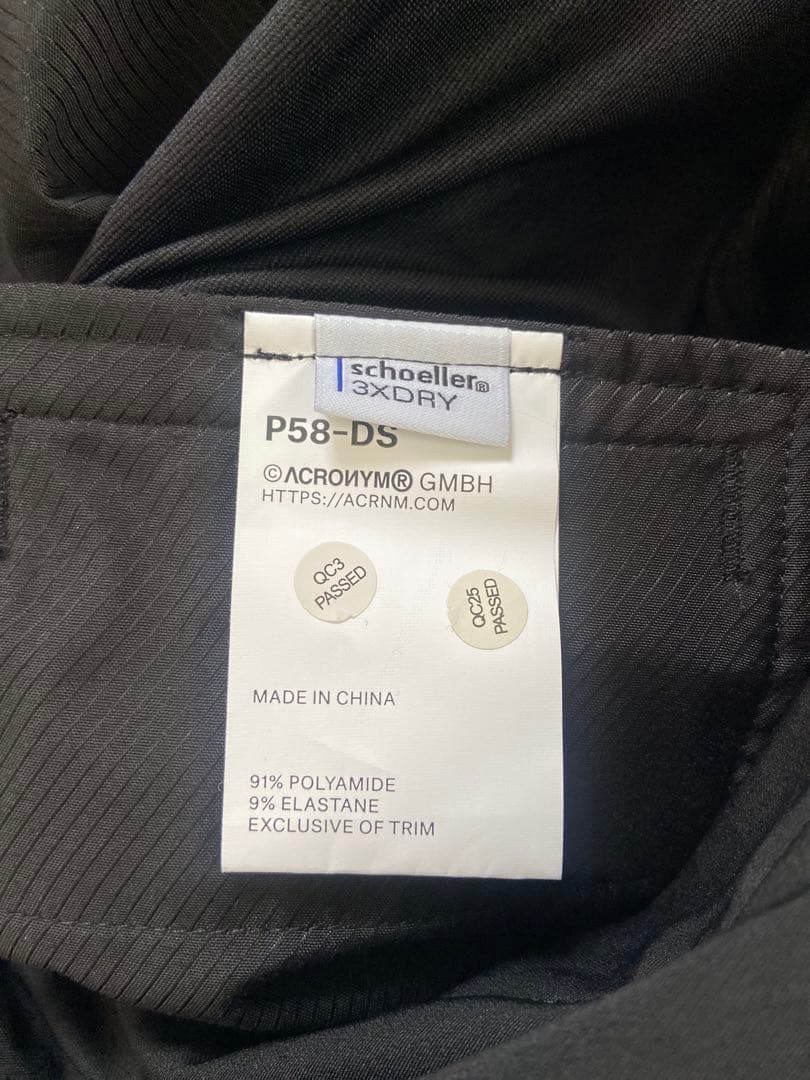 schoeller®
3XDRY
P58-DS
©ACRONYM® GMBH
HTTPS://ACRNM.COM
QC3
PASSED
QC25
PASSED
MADE IN CHINA
91% POLYAMIDE
9% ELASTANE
EXCLUSIVE OF TRIM